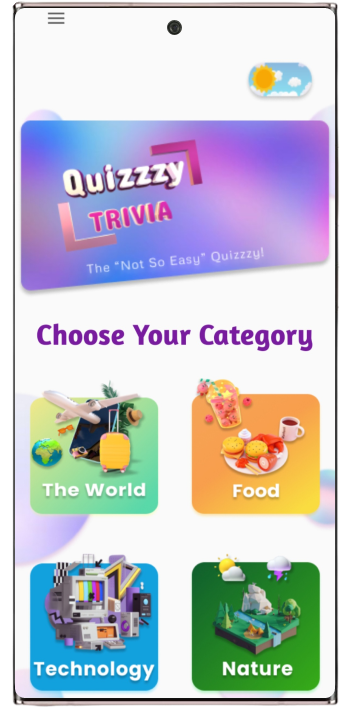 Quizzzy
TRIVIA
The “Not So Easy” Quizzzy!
Choose Your Category
The World
Food
Technology
Nature